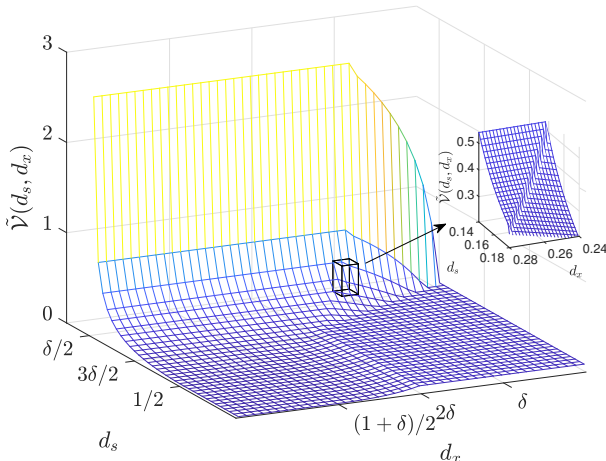 3
2
1
0
Ṽ(d_s, d_x)
δ/2
3δ/2
1/2
d_s
(1 + δ)/2
2δ
δ
d_x
0.5
0.4
0.3
Ṽ(d_s, d_x)
0.14
0.16
0.18
d_s
0.28
0.26
0.24
d_x